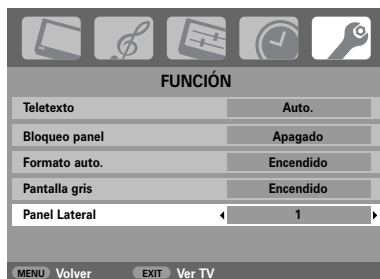 FUNCIÓN
Teletexto Auto.
Bloqueo panel Apagado
Formato auto. Encendido
Pantalla gris Encendido
Panel Lateral 1
MENU Volver EXIT Ver TV